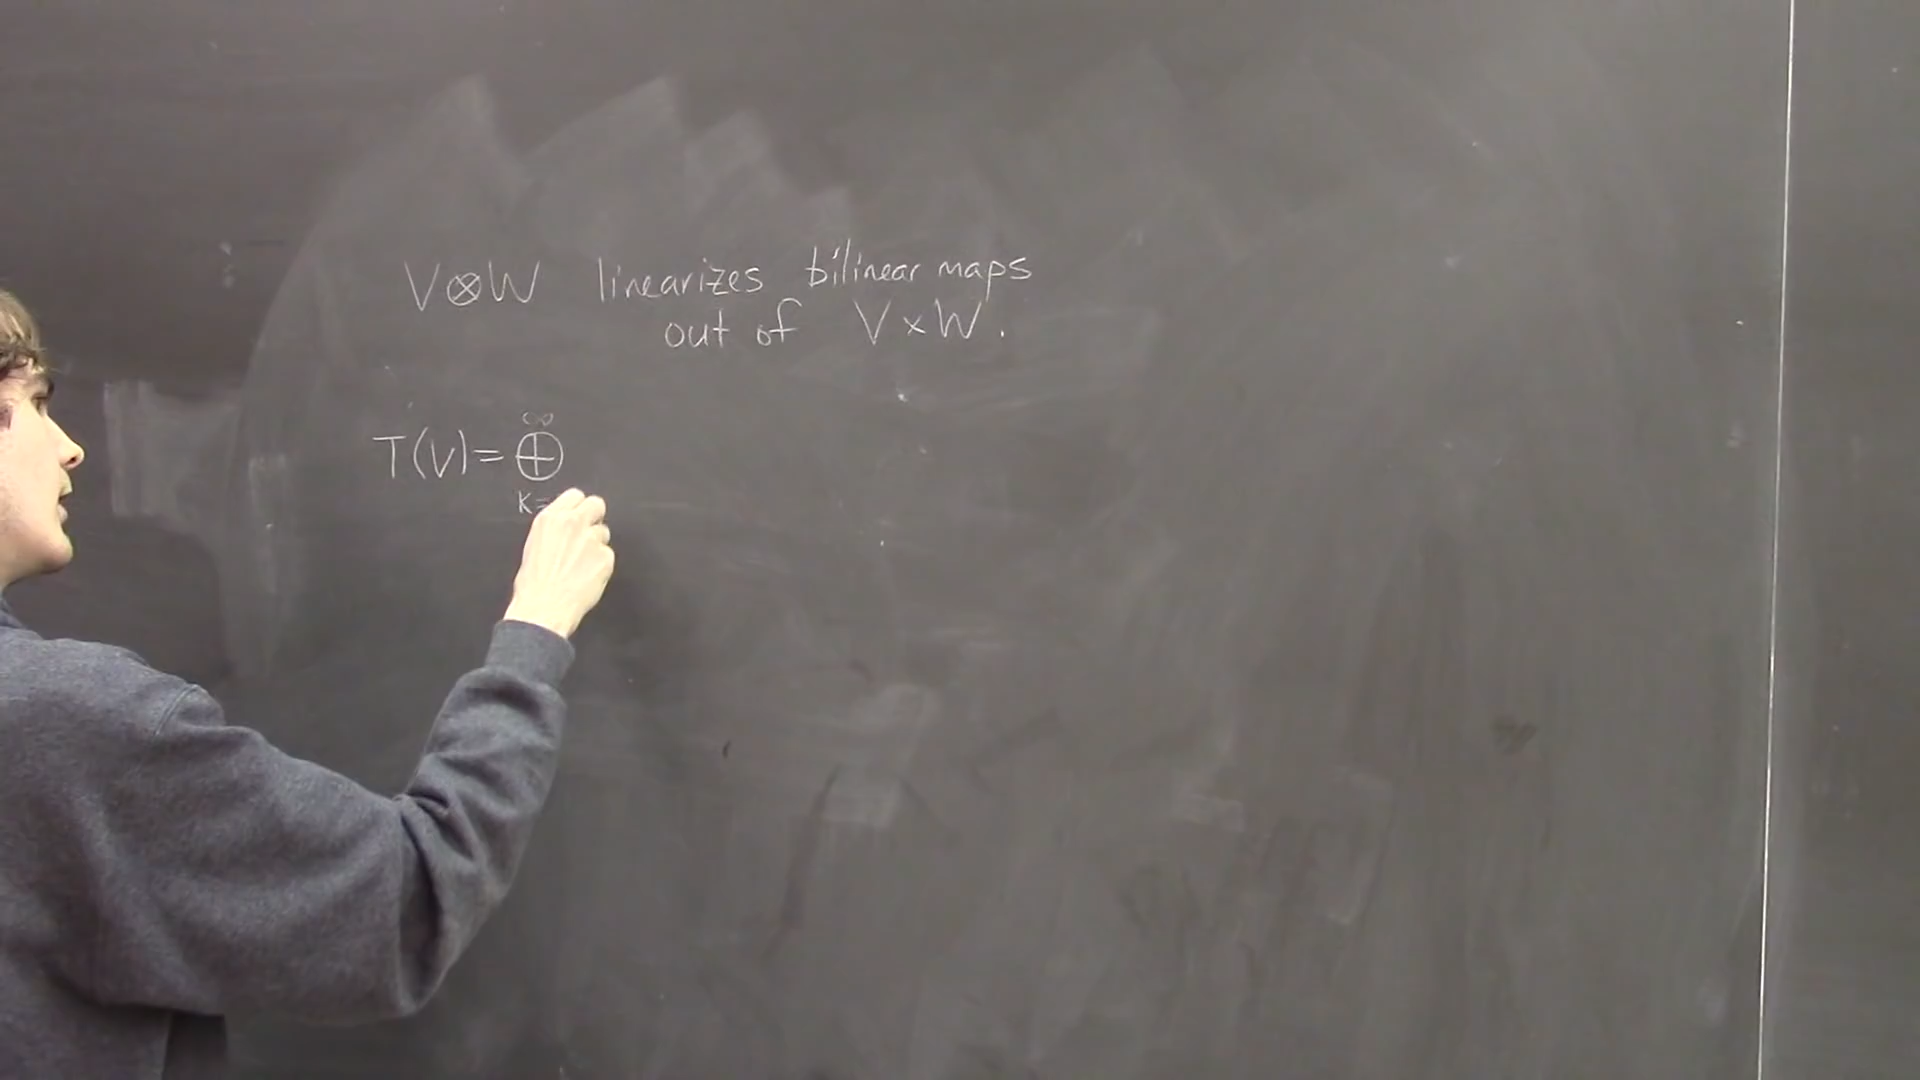 V⊗W linearizes bilinear maps
out of V×W.
∞
T(V)=⊕
K=